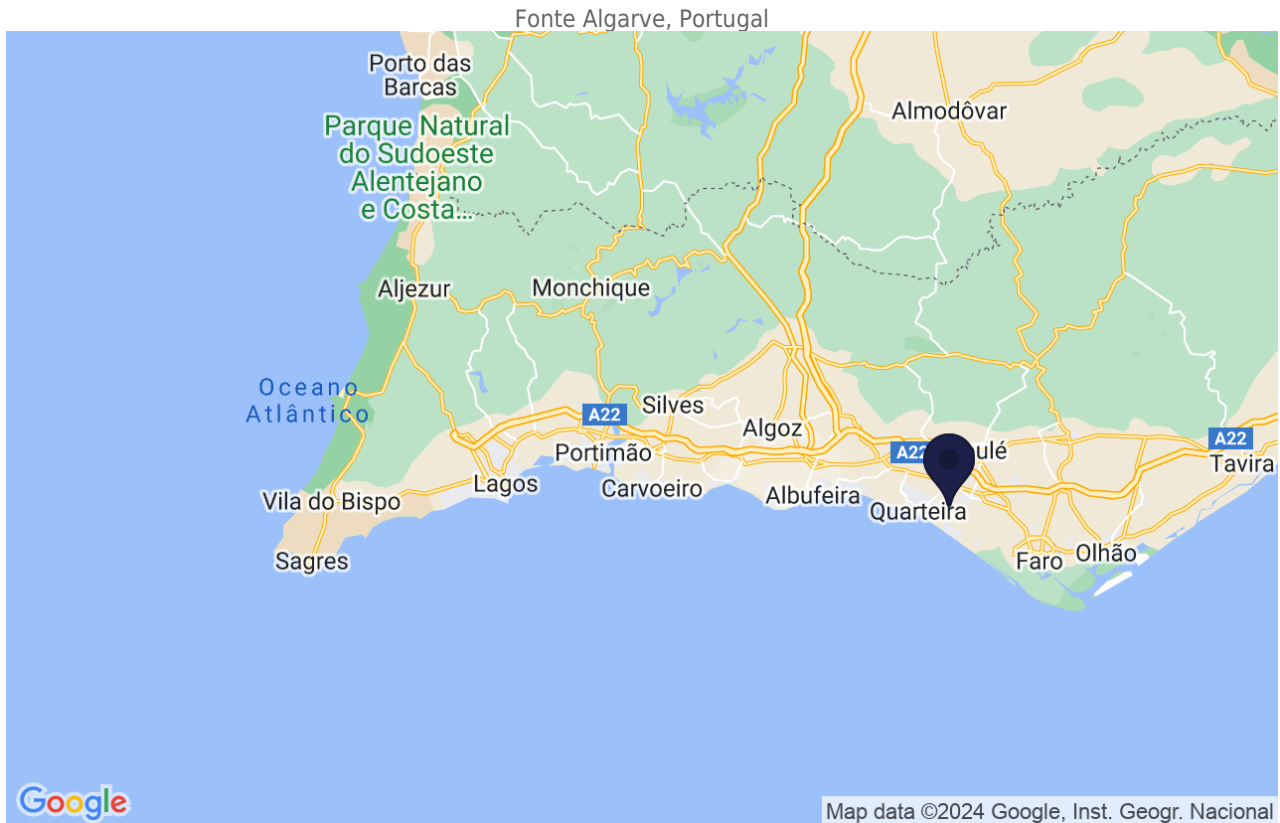 Fonte Algarve, Portugal
Porto das
Barcas
Almodôvar
Parque Natural
do Sudoeste
Alentejano
e Costa...
Aljezur
Monchique
Oceano
Atlântico
Silves
A22
Algoz
Portimão
A22
Tavira
Lagos
Carvoeiro
Albufeira
Quarteira
Vila do Bispo
Sagres
Faro
Olhão
Google
Map data ©2024 Google, Inst. Geogr. Nacional